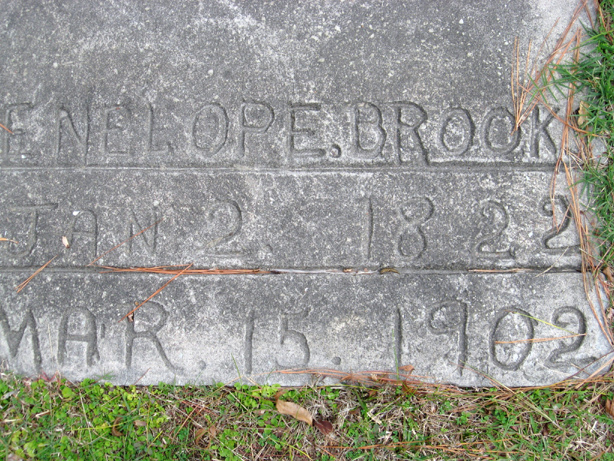 ENELOPE. BROOK
JAN 2. 1822
MAR. 15. 1902